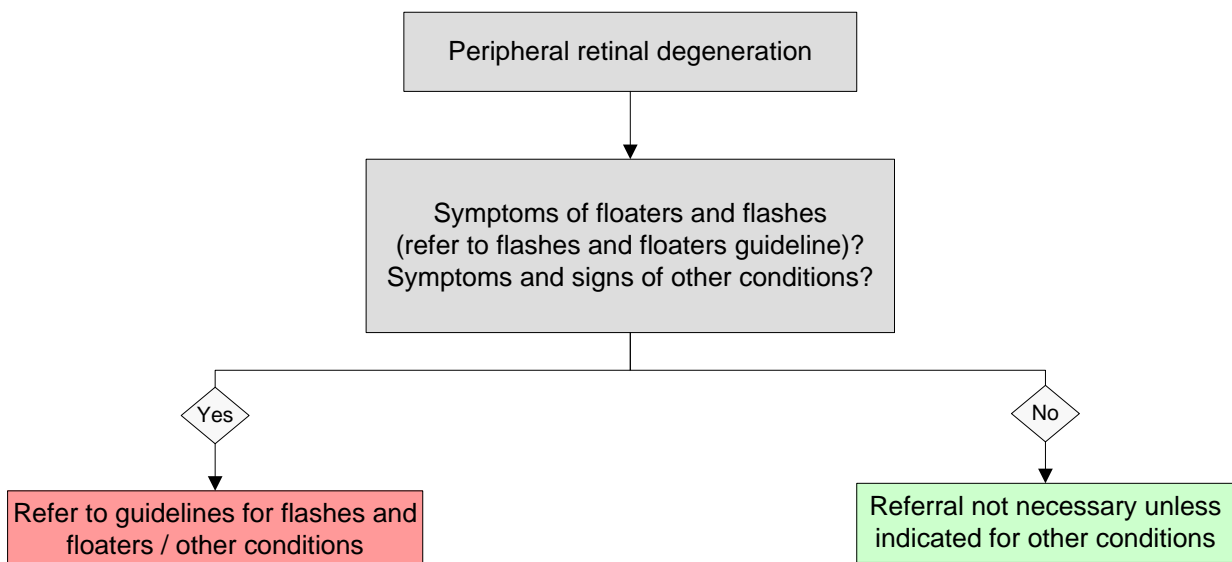 Peripheral retinal degeneration
Symptoms of floaters and flashes
(refer to flashes and floaters guideline)?
Symptoms and signs of other conditions?
Yes
No
Refer to guidelines for flashes and
floaters / other conditions
Referral not necessary unless
indicated for other conditions